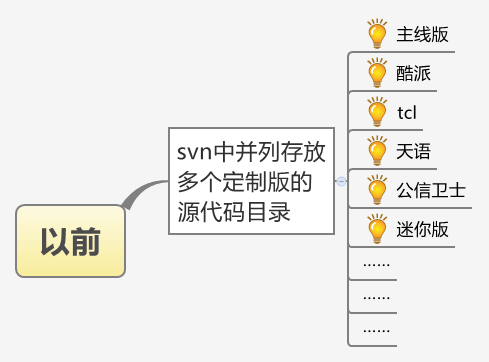 以前
svn中并列存放
多个定制版的
源代码目录
主线版
酷派
tcl
天语
公信卫士
迷你版
……
……
……